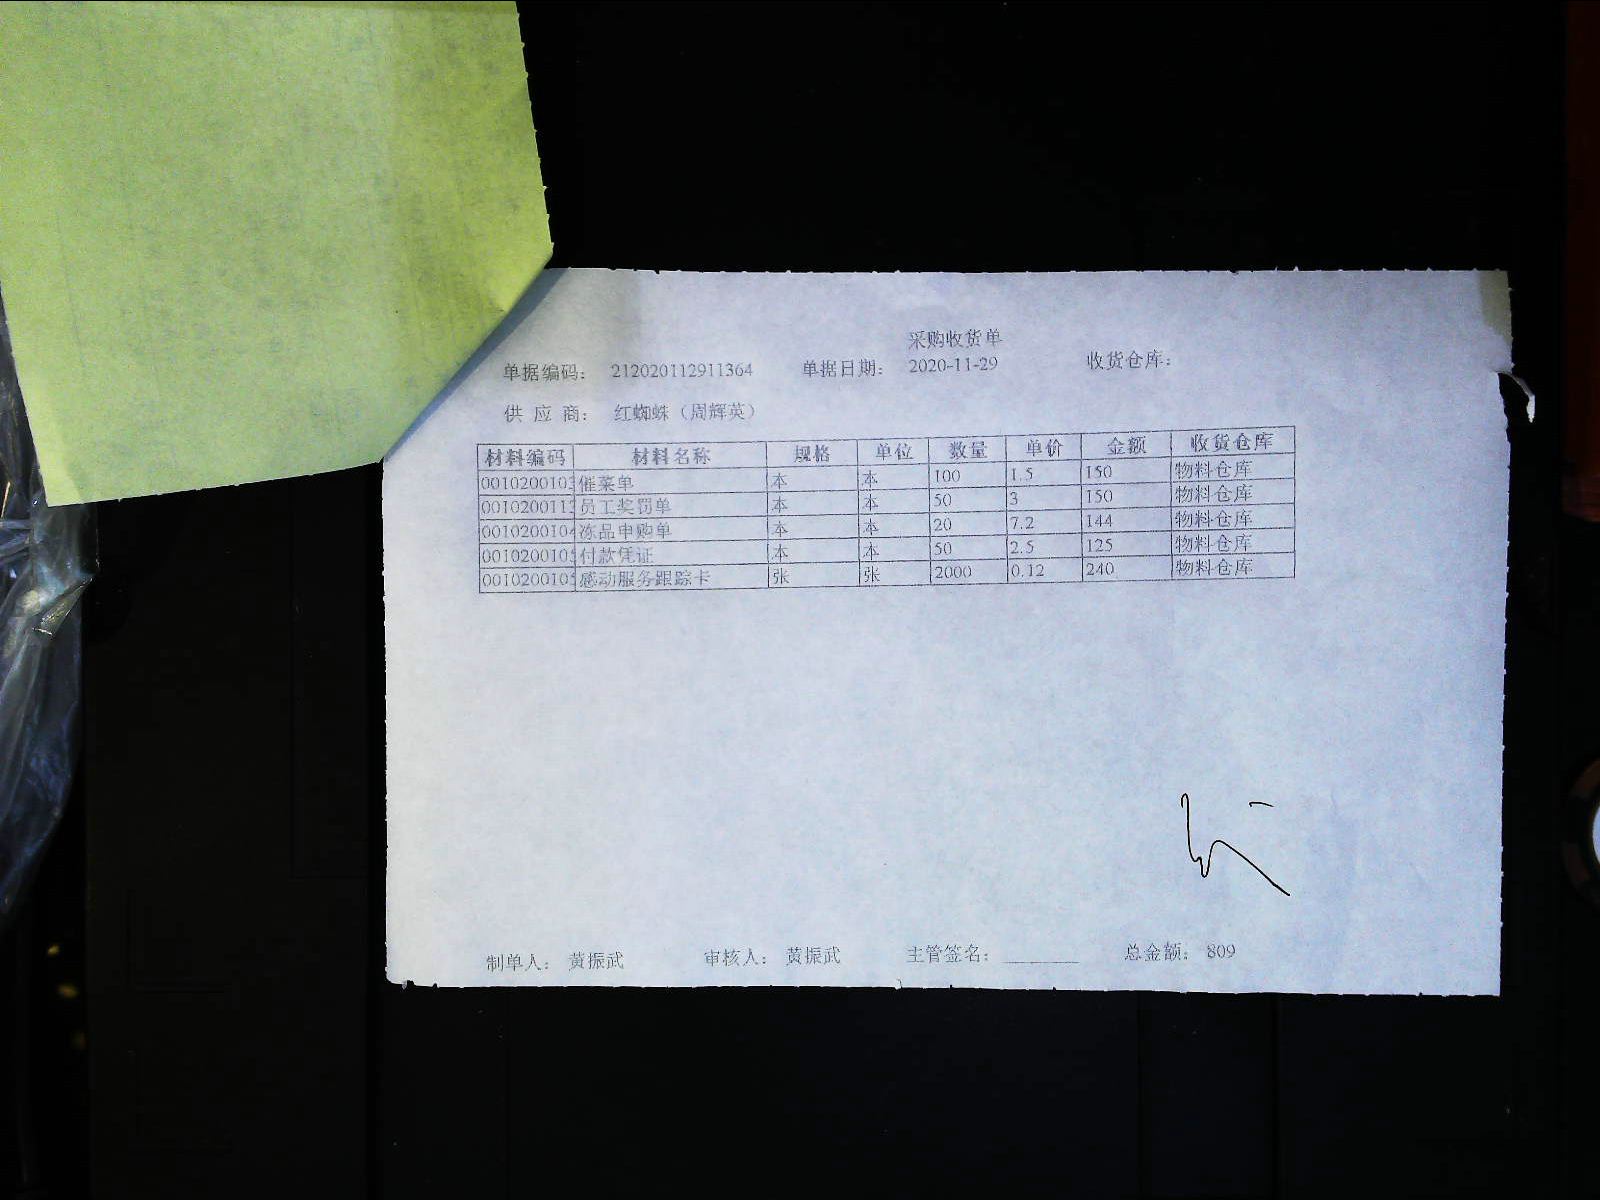 采购收货单
单据编码： 212020112911364 单据日期： 2020-11-29 收货仓库：
供 应 商： 红蜘蛛（周辉英）
材料编码 材料名称 规格 单位 数量 单价 金额 收货仓库
0010200103 催菜单 本 本 100 1.5 150 物料仓库
001020011 员工奖罚单 本 本 50 3 150 物料仓库
0010200104 冻品申购单 本 本 20 7.2 144 物料仓库
001020010 付款凭证 本 本 50 2.5 125 物料仓库
001020010 感动服务跟踪卡 张 张 2000 0.12 240 物料仓库
制单人： 黄振武 审核人： 黄振武 主管签名： ________ 总金额： 809